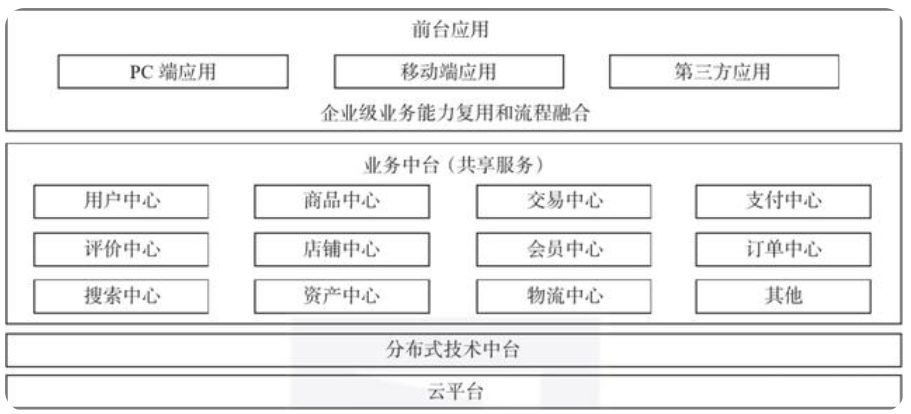 前台应用
PC 端应用 移动端应用 第三方应用
企业级业务能力复用和流程融合
业务中台(共享服务)
用户中心 商品中心 交易中心 支付中心
评价中心 店铺中心 会员中心 订单中心
搜索中心 资产中心 物流中心 其他
分布式技术中台
云平台